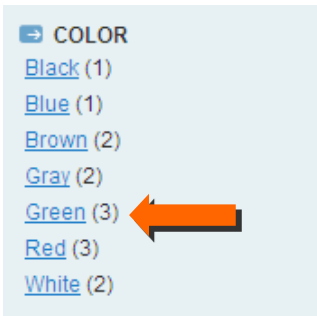 COLOR
Black (1)
Blue (1)
Brown (2)
Gray (2)
Green (3)
Red (3)
White (2)